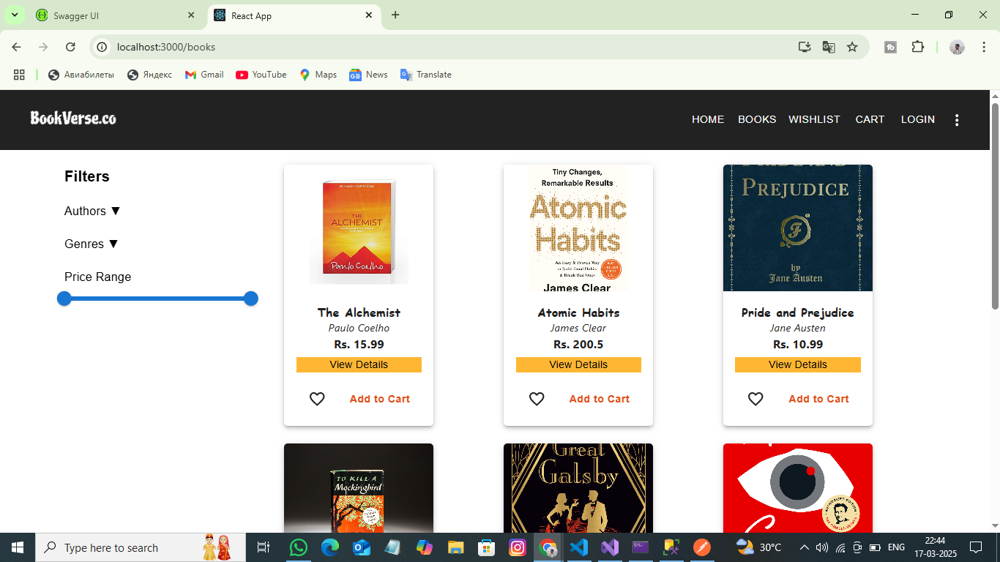 Swagger UI
React App
localhost:3000/books
Авиабилеты
Яндекс
Gmail
YouTube
Maps
News
Translate
BookVerse.co
HOME
BOOKS
WISHLIST
CART
LOGIN
Filters
Authors ▼
Genres ▼
Price Range
THE
ALCHEMIST
Paulo Coelho
The Alchemist
Paulo Coelho
Rs. 15.99
View Details
Add to Cart
Tiny Changes,
Remarkable Results
Atomic
Habits
An Easy & Proven Way
to Build Good Habits
& Break Bad Ones
James Clear
Atomic Habits
James Clear
Rs. 200.5
View Details
Add to Cart
PREJUDICE
F
by
Jane Austen
Pride and Prejudice
Jane Austen
Rs. 10.99
View Details
Add to Cart
TO KILL A
Mockingbird
Great
Gatsby
AUTHORIZED EDITION
Type here to search
30°C
ENG
22:44
17-03-2025